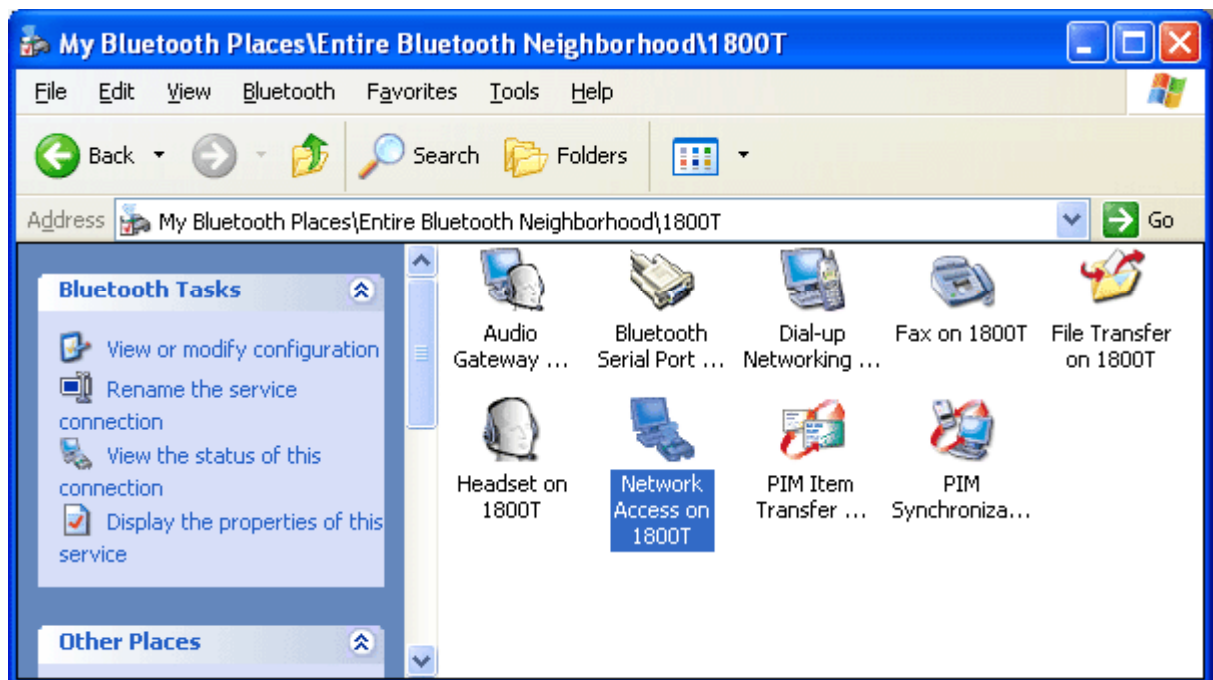 My Bluetooth Places\Entire Bluetooth Neighborhood\1800T
File Edit View Bluetooth Favorites Tools Help
Back Search Folders
Address My Bluetooth Places\Entire Bluetooth Neighborhood\1800T Go
Bluetooth Tasks
View or modify configuration
Rename the service
connection
View the status of this
connection
Display the properties of this
service
Other Places
Audio
Gateway ...
Bluetooth
Serial Port ...
Dial-up
Networking ...
Fax on 1800T
File Transfer
on 1800T
Headset on
1800T
Network
Access on
1800T
PIM Item
Transfer ...
PIM
Synchroniza...